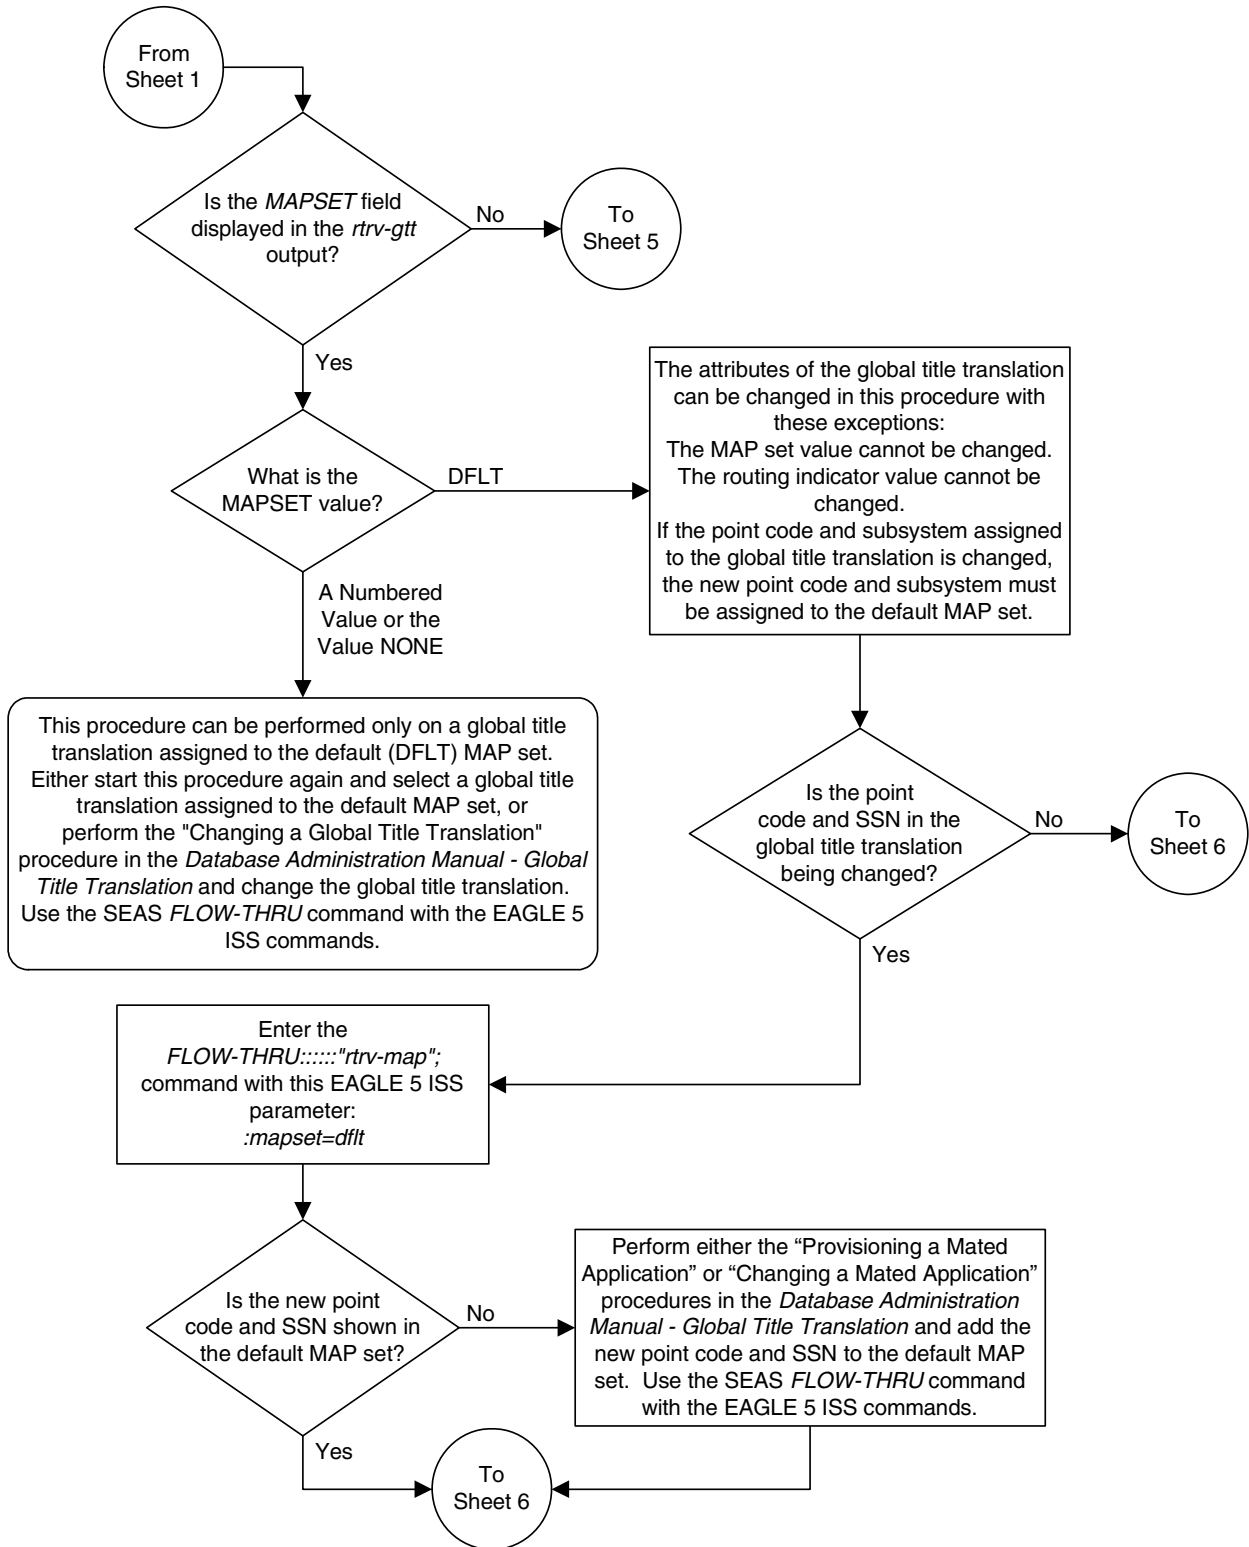 From
Sheet 1
Is the MAPSET field
displayed in the rtrv-gtt
output?
No
To
Sheet 5
Yes
What is the
MAPSET value?
DFLT
The attributes of the global title translation
can be changed in this procedure with
these exceptions:
The MAP set value cannot be changed.
The routing indicator value cannot be
changed.
If the point code and subsystem assigned
to the global title translation is changed,
the new point code and subsystem must
be assigned to the default MAP set.
A Numbered
Value or the
Value NONE
This procedure can be performed only on a global title
translation assigned to the default (DFLT) MAP set.
Either start this procedure again and select a global title
translation assigned to the default MAP set, or
perform the "Changing a Global Title Translation"
procedure in the Database Administration Manual - Global
Title Translation and change the global title translation.
Use the SEAS FLOW-THRU command with the EAGLE 5
ISS commands.
Is the point
code and SSN in the
global title translation
being changed?
No
To
Sheet 6
Yes
Enter the
FLOW-THRU::::::"rtrv-map";
command with this EAGLE 5 ISS
parameter:
:mapset=dflt
Is the new point
code and SSN shown in
the default MAP set?
No
Perform either the “Provisioning a Mated
Application” or “Changing a Mated Application”
procedures in the Database Administration
Manual - Global Title Translation and add the
new point code and SSN to the default MAP
set.  Use the SEAS FLOW-THRU command
with the EAGLE 5 ISS commands.
Yes
To
Sheet 6